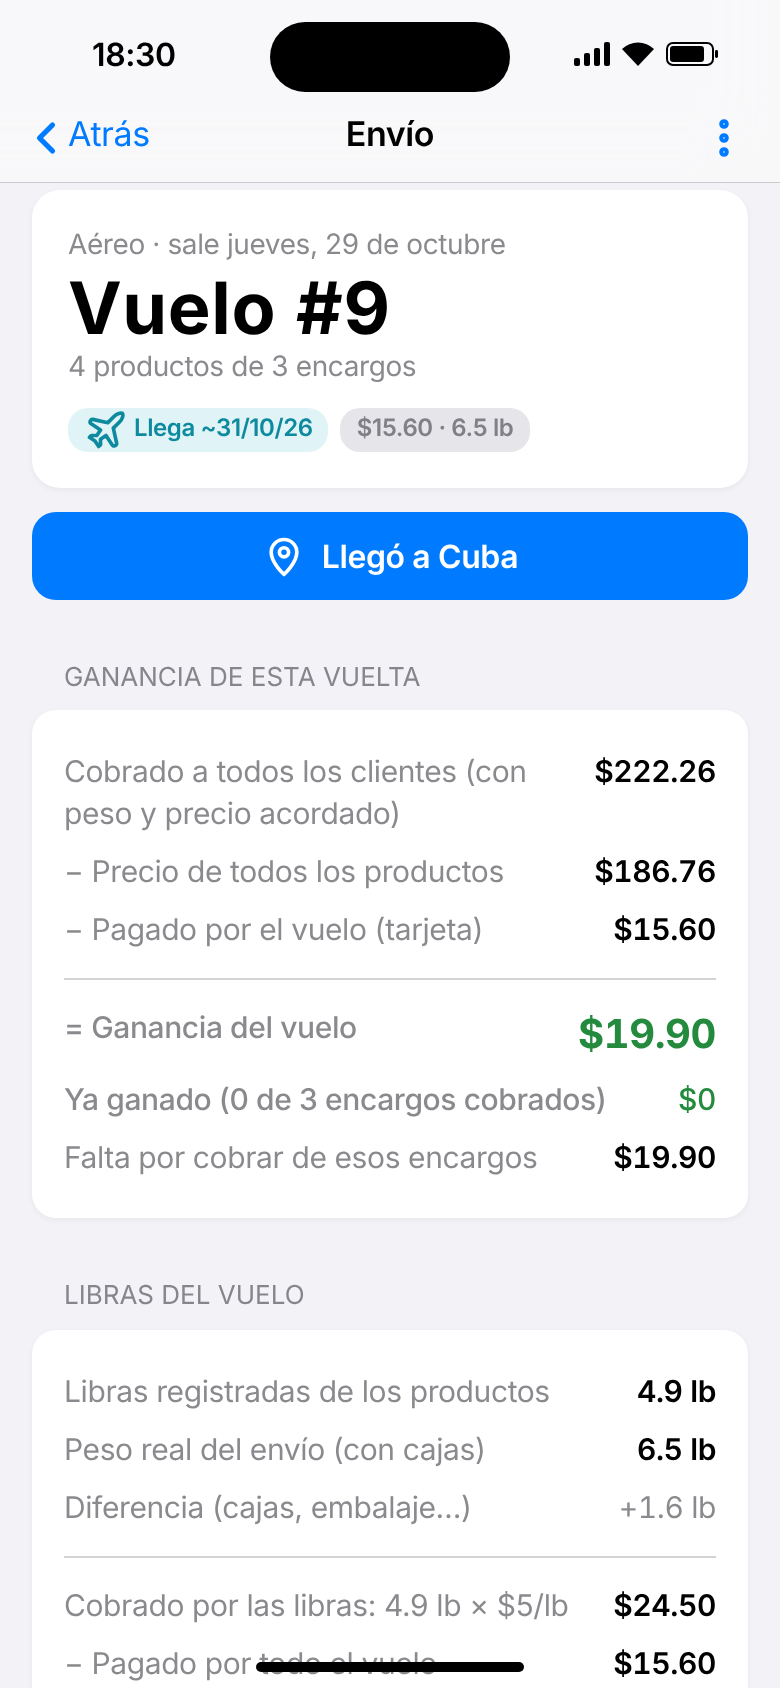 18:30
Atrás
Envío
Aéreo · sale jueves, 29 de octubre
Vuelo #9
4 productos de 3 encargos
Llega ~31/10/26
$15.60 · 6.5 lb
Llegó a Cuba
GANANCIA DE ESTA VUELTA
Cobrado a todos los clientes (con $222.26
peso y precio acordado)
− Precio de todos los productos $186.76
− Pagado por el vuelo (tarjeta) $15.60
= Ganancia del vuelo $19.90
Ya ganado (0 de 3 encargos cobrados) $0
Falta por cobrar de esos encargos $19.90
LIBRAS DEL VUELO
Libras registradas de los productos 4.9 lb
Peso real del envío (con cajas) 6.5 lb
Diferencia (cajas, embalaje...) +1.6 lb
Cobrado por las libras: 4.9 lb × $5/lb $24.50
− Pagado por todo el vuelo $15.60